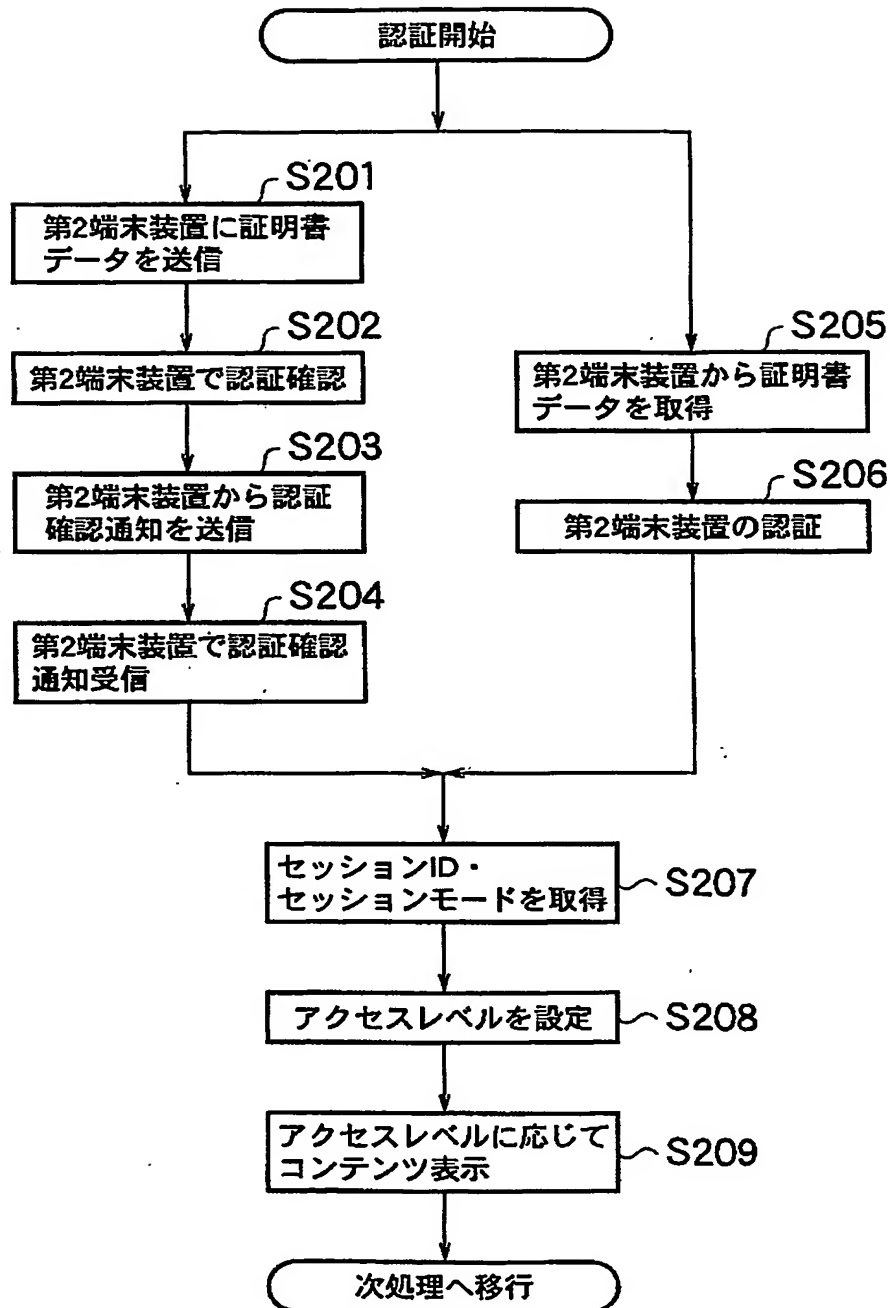 認証開始
S201
第2端末装置に証明書
データを送信
S202
第2端末装置で認証確認
S203
第2端末装置から認証
確認通知を送信
S204
第2端末装置で認証確認
通知受信
S205
第2端末装置から証明書
データを取得
S206
第2端末装置の認証
セッションID・
セッションモードを取得
S207
アクセスレベルを設定
S208
アクセスレベルに応じて
コンテンツ表示
S209
次処理へ移行